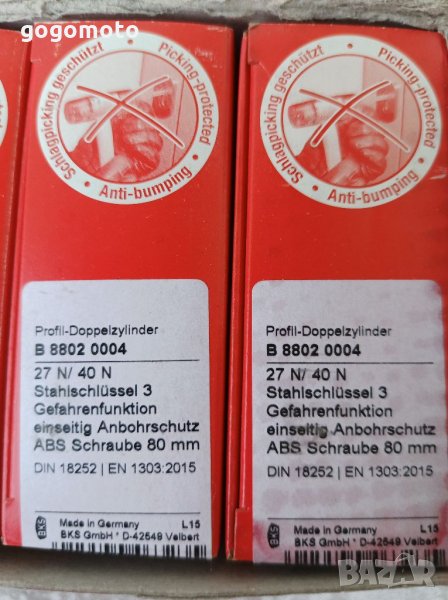 gogomoto
Schlagpicking geschützt · Picking-protected · Anti-bumping ·
Profil-Doppelzylinder
B 8802 0004
27 N/ 40 N
Stahlschlüssel 3
Gefahrenfunktion
einseitig Anbohrschutz
ABS Schraube 80 mm
DIN 18252 | EN 1303:2015
BKS
Made in Germany L15
BKS GmbH * D-42549 Velbert
Schlagpicking geschützt · Picking-protected · Anti-bumping ·
Profil-Doppelzylinder
B 8802 0004
27 N/ 40 N
Stahlschlüssel 3
Gefahrenfunktion
einseitig Anbohrschutz
ABS Schraube 80 mm
DIN 18252 | EN 1303:2015
BKS
Made in Germany L15
BKS GmbH * D-42549 Velbert
BAZAR